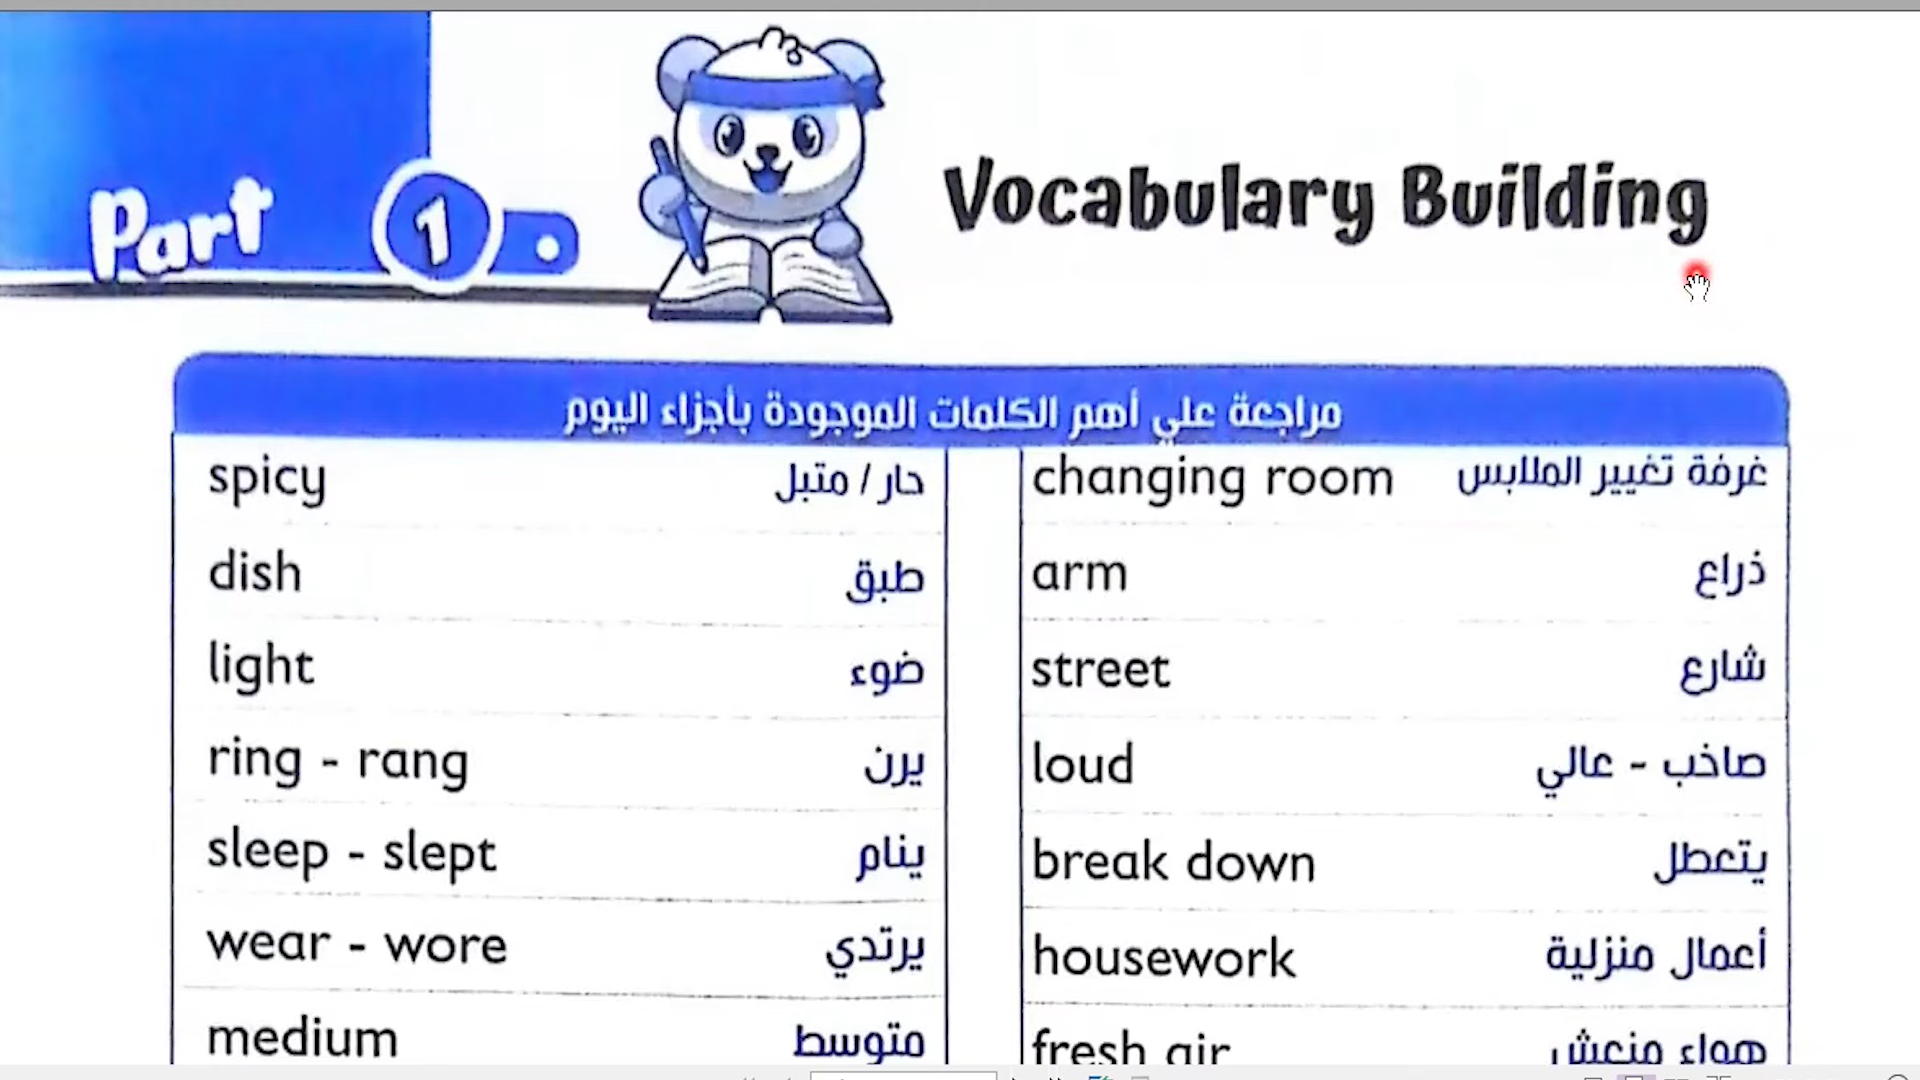 Part 1
Vocabulary Building
مراجعة علي أهم الكلمات الموجودة بأجزاء اليوم
spicy حار / متبل
changing room غرفة تغيير الملابس
dish طبق
arm ذراع
light ضوء
street شارع
ring - rang يرن
loud صاخب - عالي
sleep - slept ينام
break down يتعطل
wear - wore يرتدي
housework أعمال منزلية
medium متوسط
fresh air هواء منعش